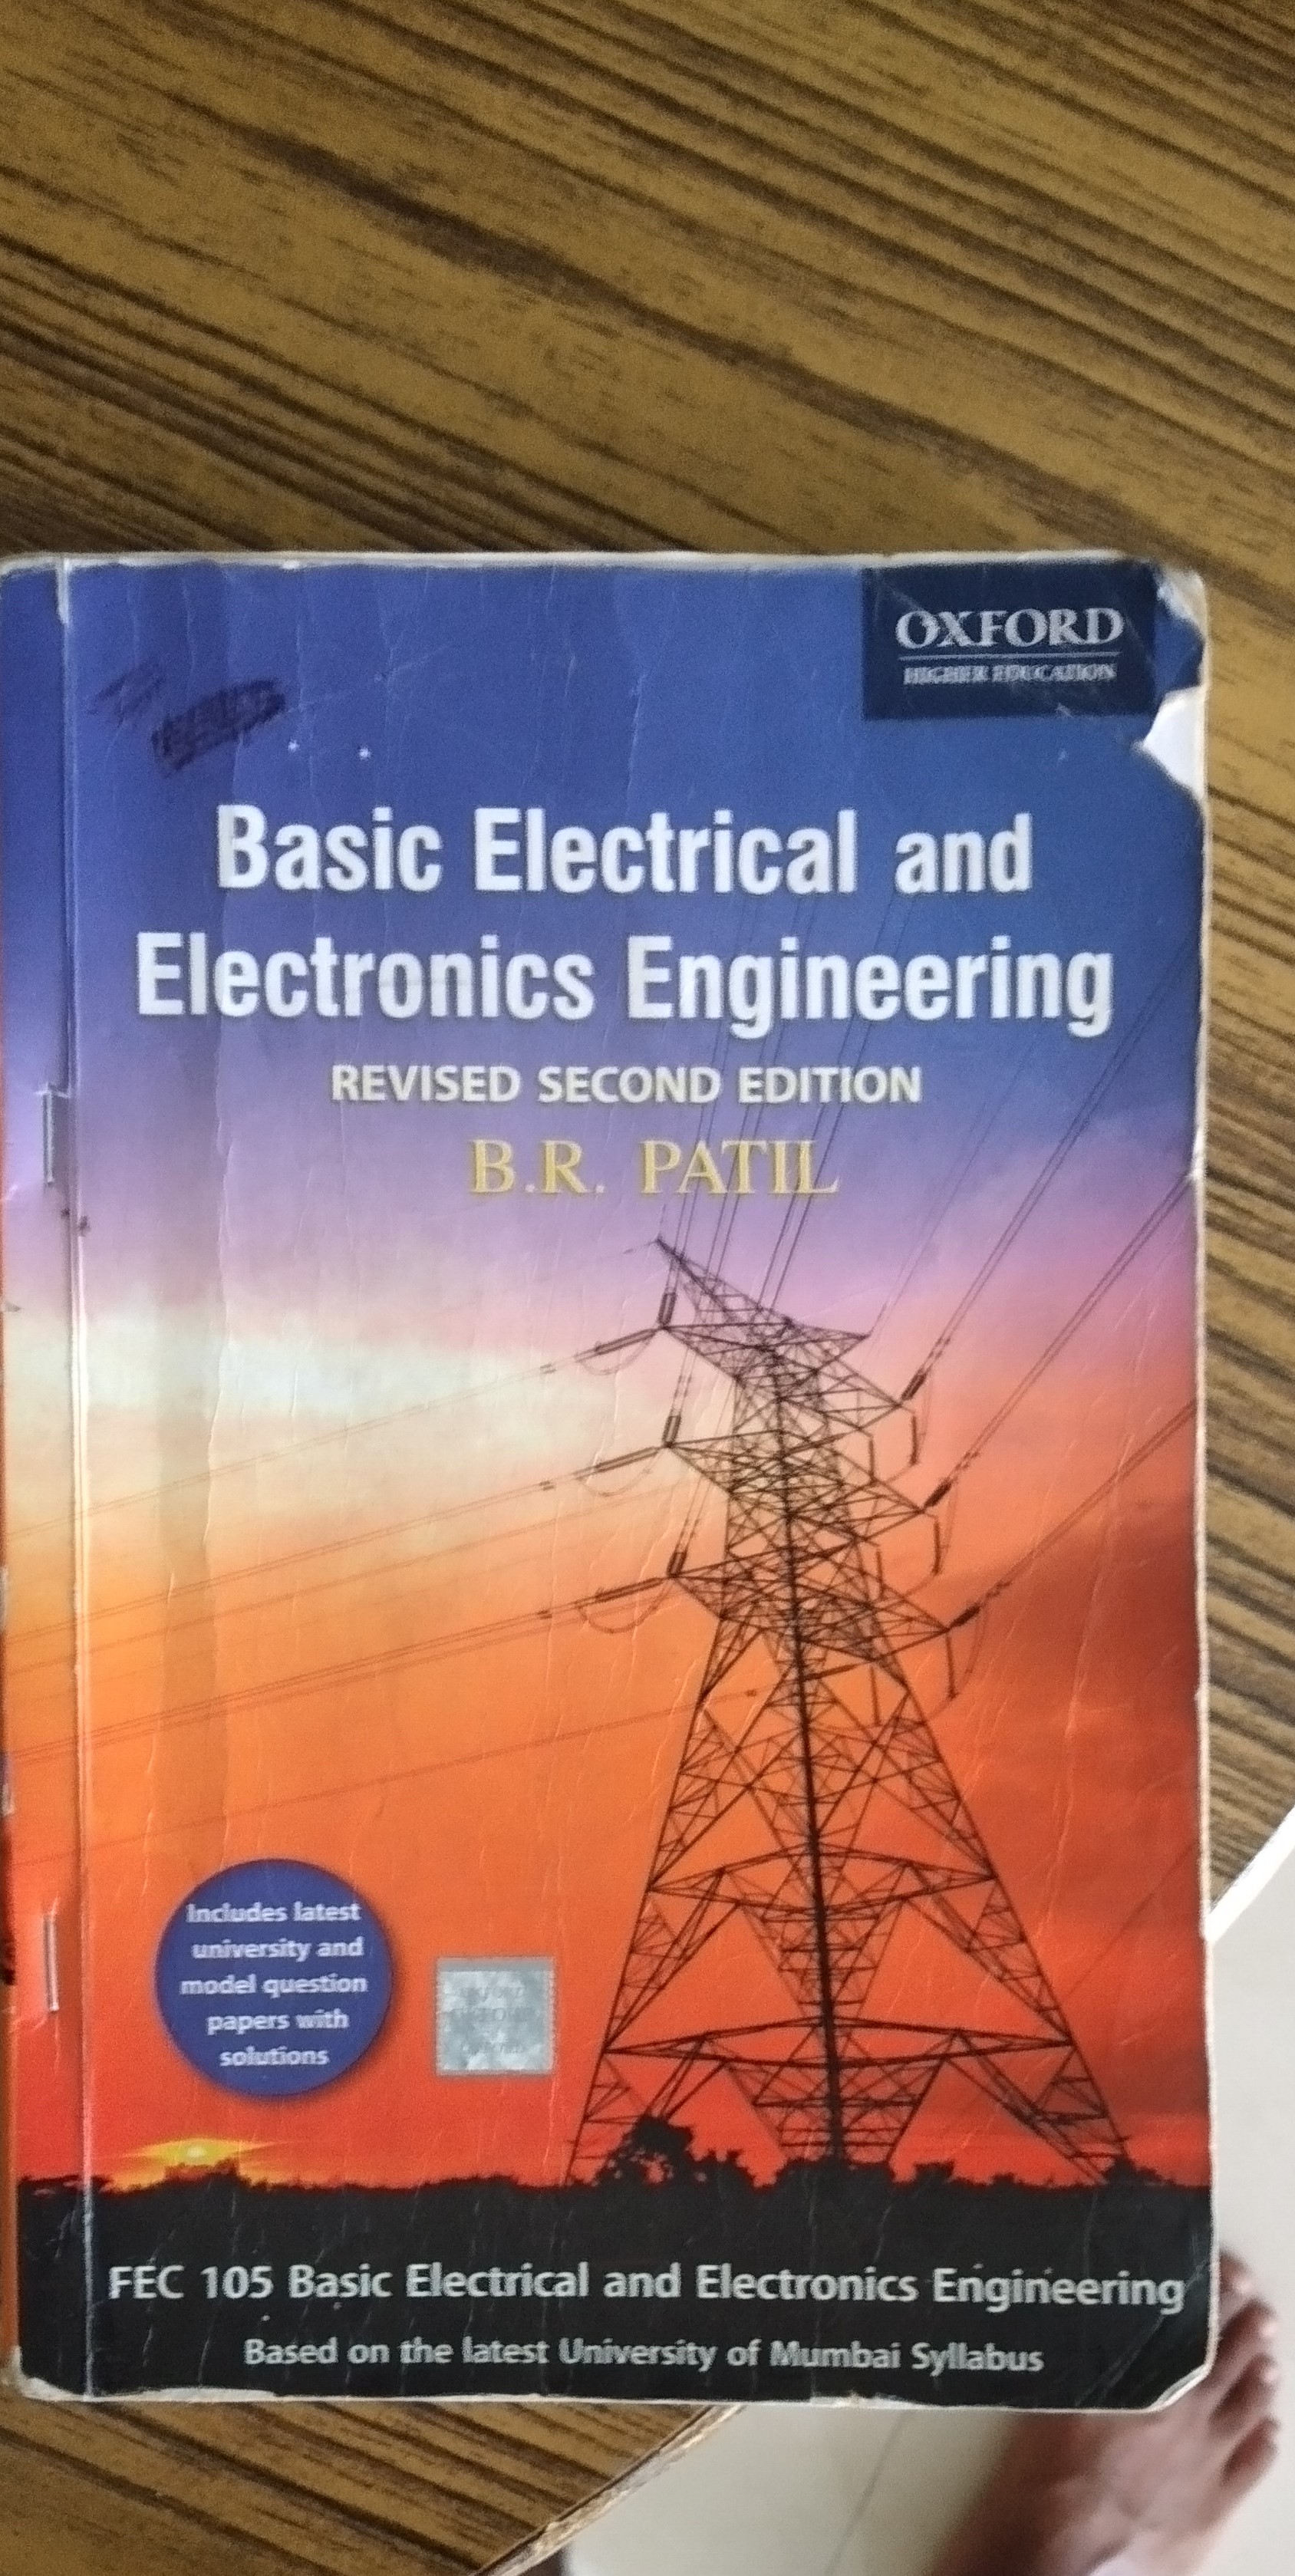 OXFORD
HIGHER EDUCATION
Basic Electrical and
Electronics Engineering
REVISED SECOND EDITION
B.R. PATIL
Includes latest
university and
model question
papers with
solutions
FEC 105 Basic Electrical and Electronics Engineering
Based on the latest University of Mumbai Syllabus